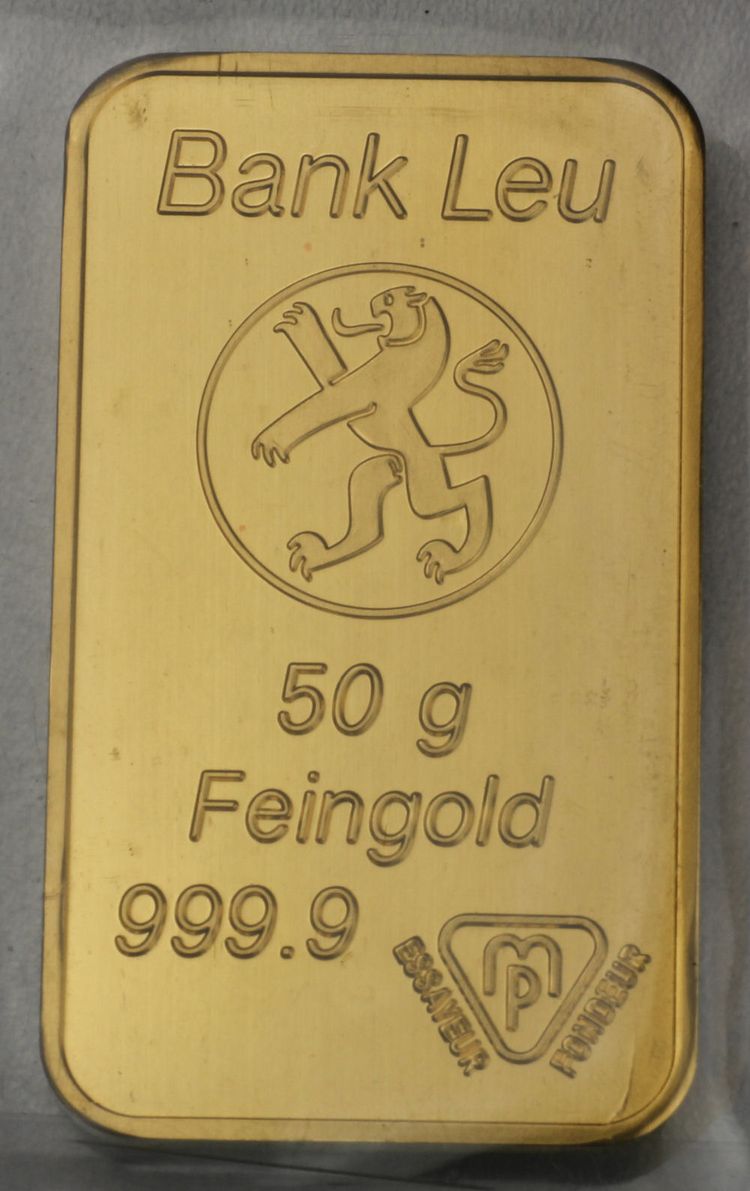 Bank Leu
50 g
Feingold
999.9
MP
ESSAYEUR
FONDEUR